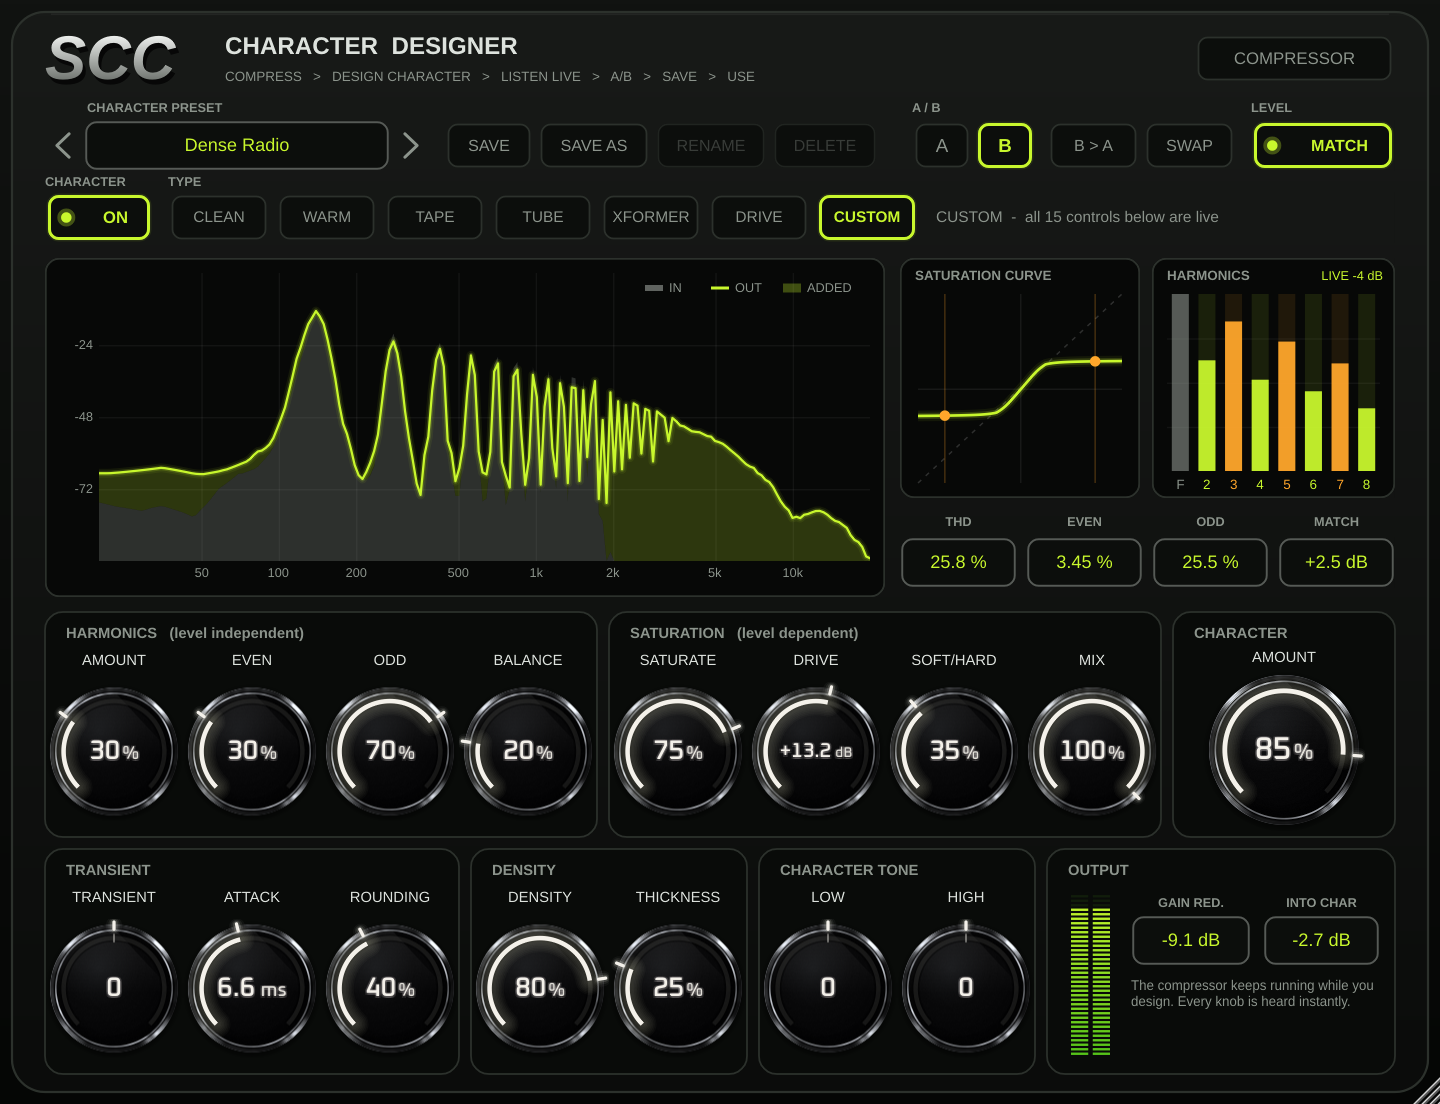 SCC
CHARACTER DESIGNER
COMPRESS > DESIGN CHARACTER > LISTEN LIVE > A/B > SAVE > USE
COMPRESSOR
CHARACTER PRESET
A / B
LEVEL
Dense Radio
SAVE
SAVE AS
RENAME
DELETE
A
B
B > A
SWAP
MATCH
CHARACTER
TYPE
ON
CLEAN
WARM
TAPE
TUBE
XFORMER
DRIVE
CUSTOM
CUSTOM - all 15 controls below are live
IN
OUT
ADDED
-24
-48
-72
50
100
200
500
1k
2k
5k
10k
SATURATION CURVE
HARMONICS
LIVE -4 dB
F
2
3
4
5
6
7
8
THD
EVEN
ODD
MATCH
25.8 %
3.45 %
25.5 %
+2.5 dB
HARMONICS (level independent)
AMOUNT
EVEN
ODD
BALANCE
30%
30%
70%
20%
SATURATION (level dependent)
SATURATE
DRIVE
SOFT/HARD
MIX
75%
+13.2 dB
35%
100%
CHARACTER
AMOUNT
85%
TRANSIENT
TRANSIENT
ATTACK
ROUNDING
0
6.6 ms
40%
DENSITY
DENSITY
THICKNESS
80%
25%
CHARACTER TONE
LOW
HIGH
0
0
OUTPUT
GAIN RED.
INTO CHAR
-9.1 dB
-2.7 dB
The compressor keeps running while you
design. Every knob is heard instantly.